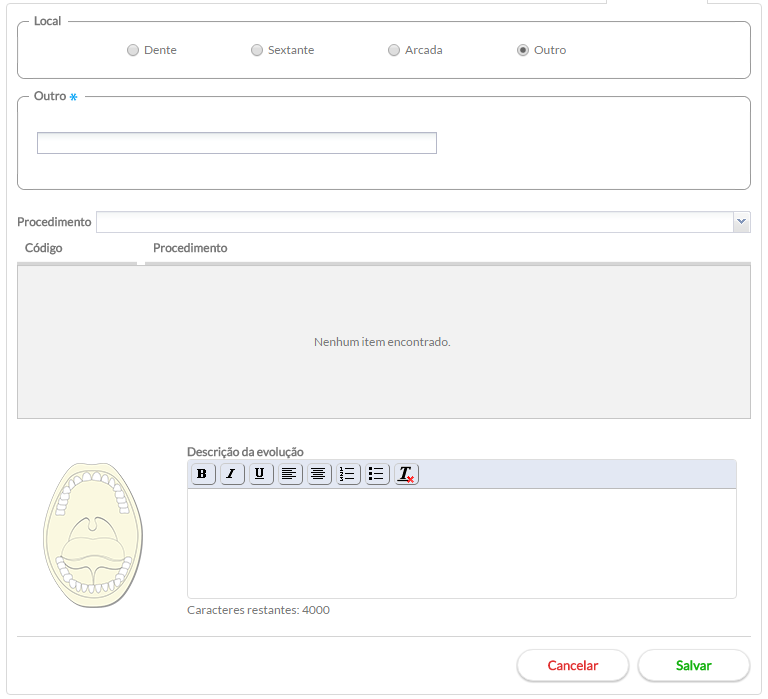 Local
Dente Sextante Arcada Outro
Outro *
Procedimento
Código Procedimento
Nenhum item encontrado.
Descrição da evolução
B I U T
Caracteres restantes: 4000
Cancelar Salvar